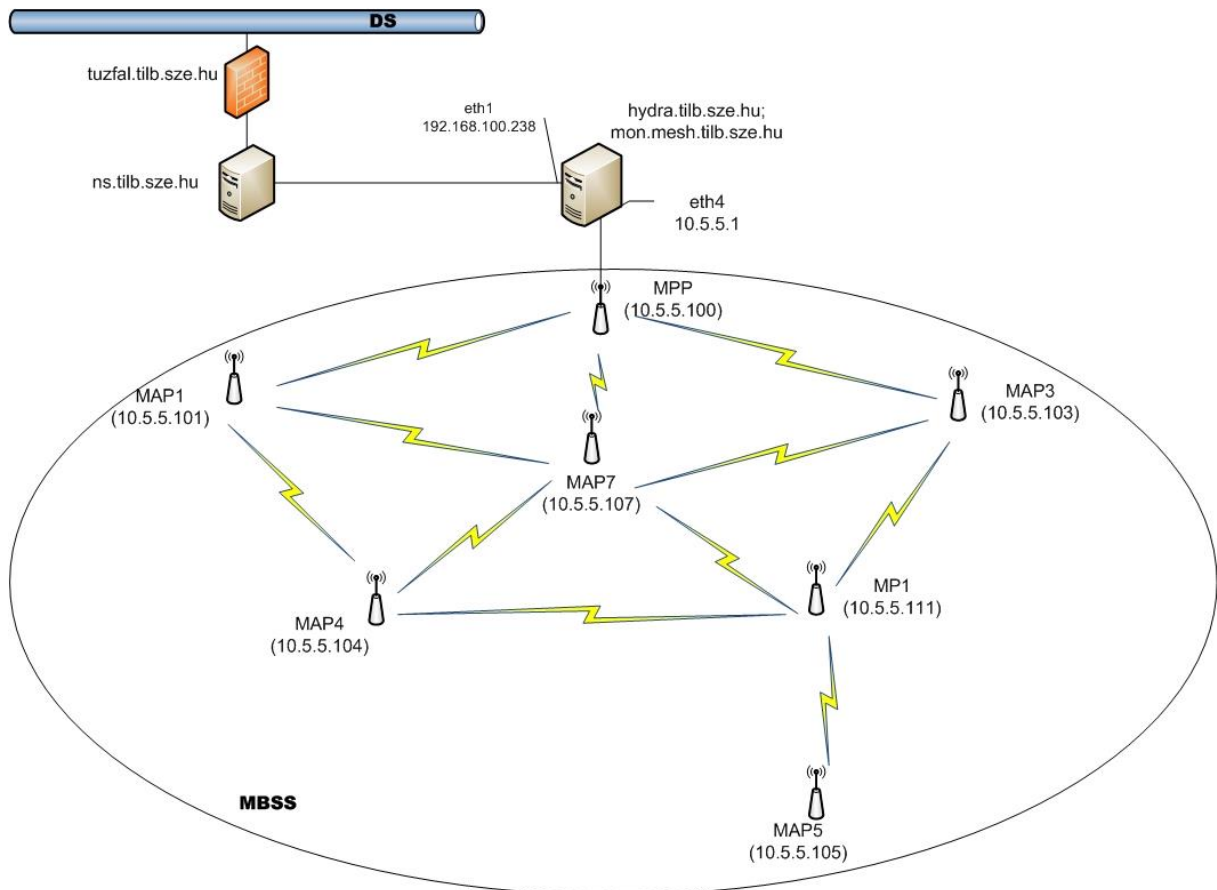 DS
tuzfal.tilb.sze.hu
eth1
192.168.100.238
hydra.tilb.sze.hu;
mon.mesh.tilb.sze.hu
ns.tilb.sze.hu
eth4
10.5.5.1
MPP
(10.5.5.100)
MAP1
(10.5.5.101)
MAP3
(10.5.5.103)
MAP7
(10.5.5.107)
MAP4
(10.5.5.104)
MP1
(10.5.5.111)
MBSS
MAP5
(10.5.5.105)